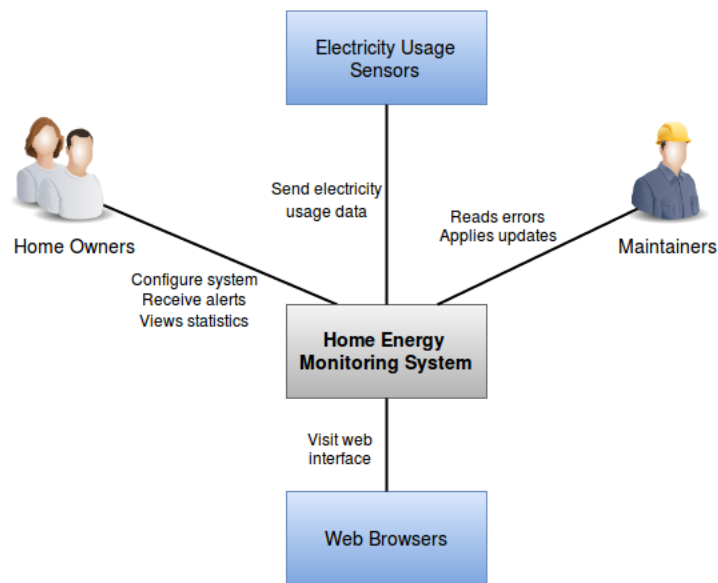 Electricity Usage
Sensors
Send electricity
usage data
Reads errors
Applies updates
Home Owners
Maintainers
Configure system
Receive alerts
Views statistics
Home Energy
Monitoring System
Visit web
interface
Web Browsers